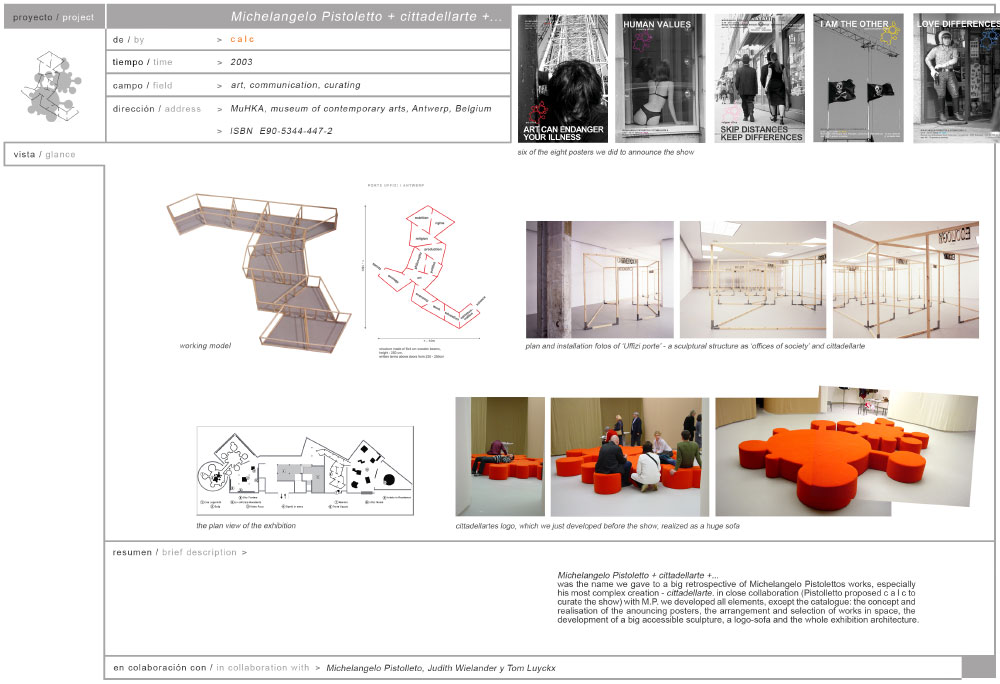 proyecto / project
Michelangelo Pistoletto + cittadellarte +...
de / by > c a l c
tiempo / time > 2003
campo / field > art, communication, curating
dirección / address > MuHKA, museum of contemporary arts, Antwerp, Belgium
> ISBN E90-5344-447-2
ART CAN ENDANGER
YOUR ILLNESS
HUMAN VALUES
SKIP DISTANCES
KEEP DIFFERENCES
I AM THE OTHER
LOVE DIFFERENCES
six of the eight posters we did to announce the show
vista / glance
working model
production
religion
plan and installation fotos of 'Uffizi porte' - a sculptural structure as 'offices of society' and cittadellarte
the plan view of the exhibition
cittadellartes logo, which we just developed before the show, realized as a huge sofa
resumen / brief description >
Michelangelo Pistoletto + cittadellarte +...
was the name we gave to a big retrospective of Michelangelo Pistolettos works, especially
his most complex creation - cittadellarte. in close collaboration (Pistolletto proposed c a l c to
curate the show) with M.P. we developed all elements, except the catalogue: the concept and
realisation of the anouncing posters, the arrangement and selection of works in space, the
development of a big accessible sculpture, a logo-sofa and the whole exhibition architecture.
en colaboración con / in collaboration with > Michelangelo Pistolleto, Judith Wielander y Tom Luyckx